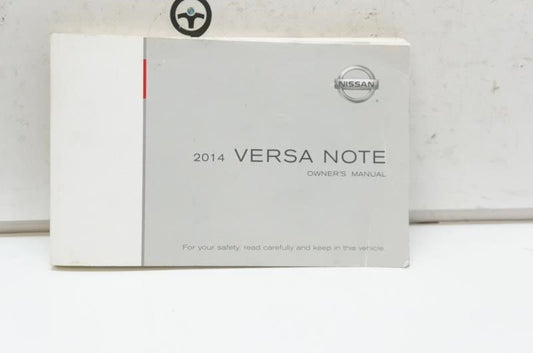 NISSAN
2014 VERSA NOTE
OWNER'S MANUAL
For your safety, read carefully and keep in this vehicle.